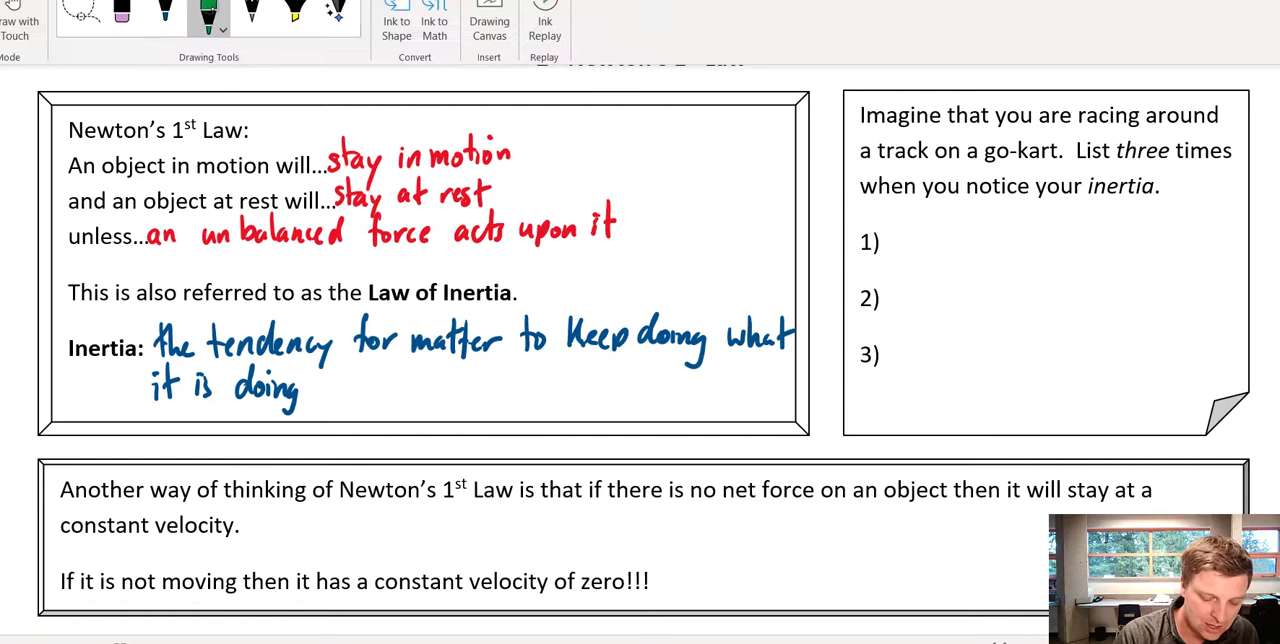 raw with
Touch
Mode
Drawing Tools
Ink to
Shape
Ink to
Math
Convert
Drawing
Canvas
Insert
Ink
Replay
Replay
Newton's 1st Law:
An object in motion will...stay in motion
and an object at rest will...stay at rest
unless...an unbalanced force acts upon it
This is also referred to as the Law of Inertia.
Inertia: the tendency for matter to keep doing what
it is doing
Imagine that you are racing around
a track on a go-kart. List three times
when you notice your inertia.
1)
2)
3)
Another way of thinking of Newton's 1st Law is that if there is no net force on an object then it will stay at a
constant velocity.
If it is not moving then it has a constant velocity of zero!!!